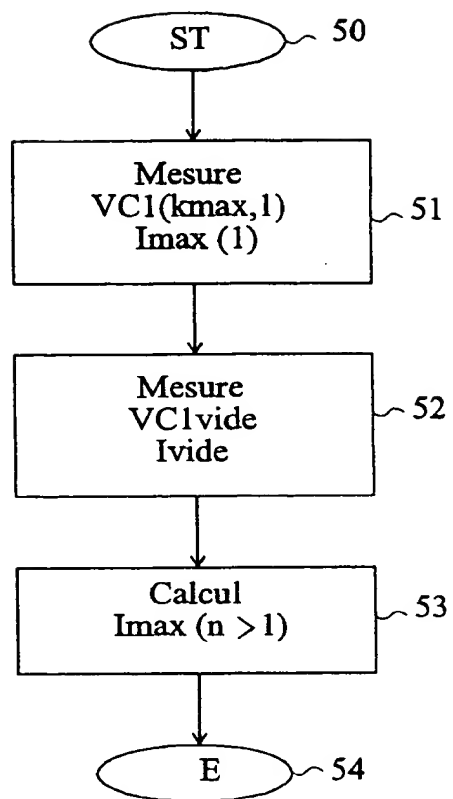 ST
50
Mesure
VC1(kmax,1)
Imax (1)
51
Mesure
VC1vide
Ivide
52
Calcul
Imax (n >1)
53
E
54